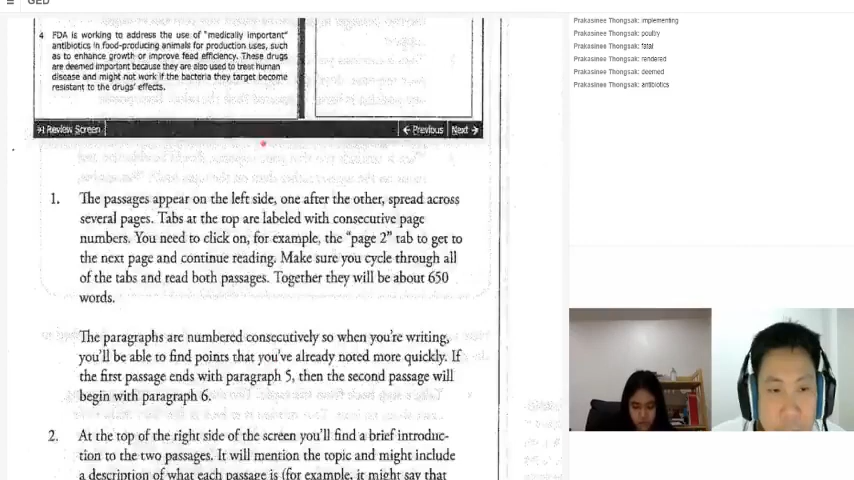 GED
4 FDA is working to address the use of "medically important"
antibiotics in food-producing animals for production uses, such
as to enhance growth or improve feed efficiency. These drugs
are deemed important because they are also used to treat human
disease and might not work if the bacteria they target become
resistant to the drugs' effects.
Review Screen
← Previous Next →
1. The passages appear on the left side, one after the other, spread across
several pages. Tabs at the top are labeled with consecutive page
numbers. You need to click on, for example, the "page 2" tab to get to
the next page and continue reading. Make sure you cycle through all
of the tabs and read both passages. Together they will be about 650
words.
The paragraphs are numbered consecutively so when you're writing,
you'll be able to find points that you've already noted more quickly. If
the first passage ends with paragraph 5, then the second passage will
begin with paragraph 6.
2. At the top of the right side of the screen you'll find a brief introduc-
tion to the two passages. It will mention the topic and might include
a description of what each passage is (for example, it might say that
Prakasinee Thongsak: implementing
Prakasinee Thongsak: poultry
Prakasinee Thongsak: fatal
Prakasinee Thongsak: rendered
Prakasinee Thongsak: deemed
Prakasinee Thongsak: antibiotics